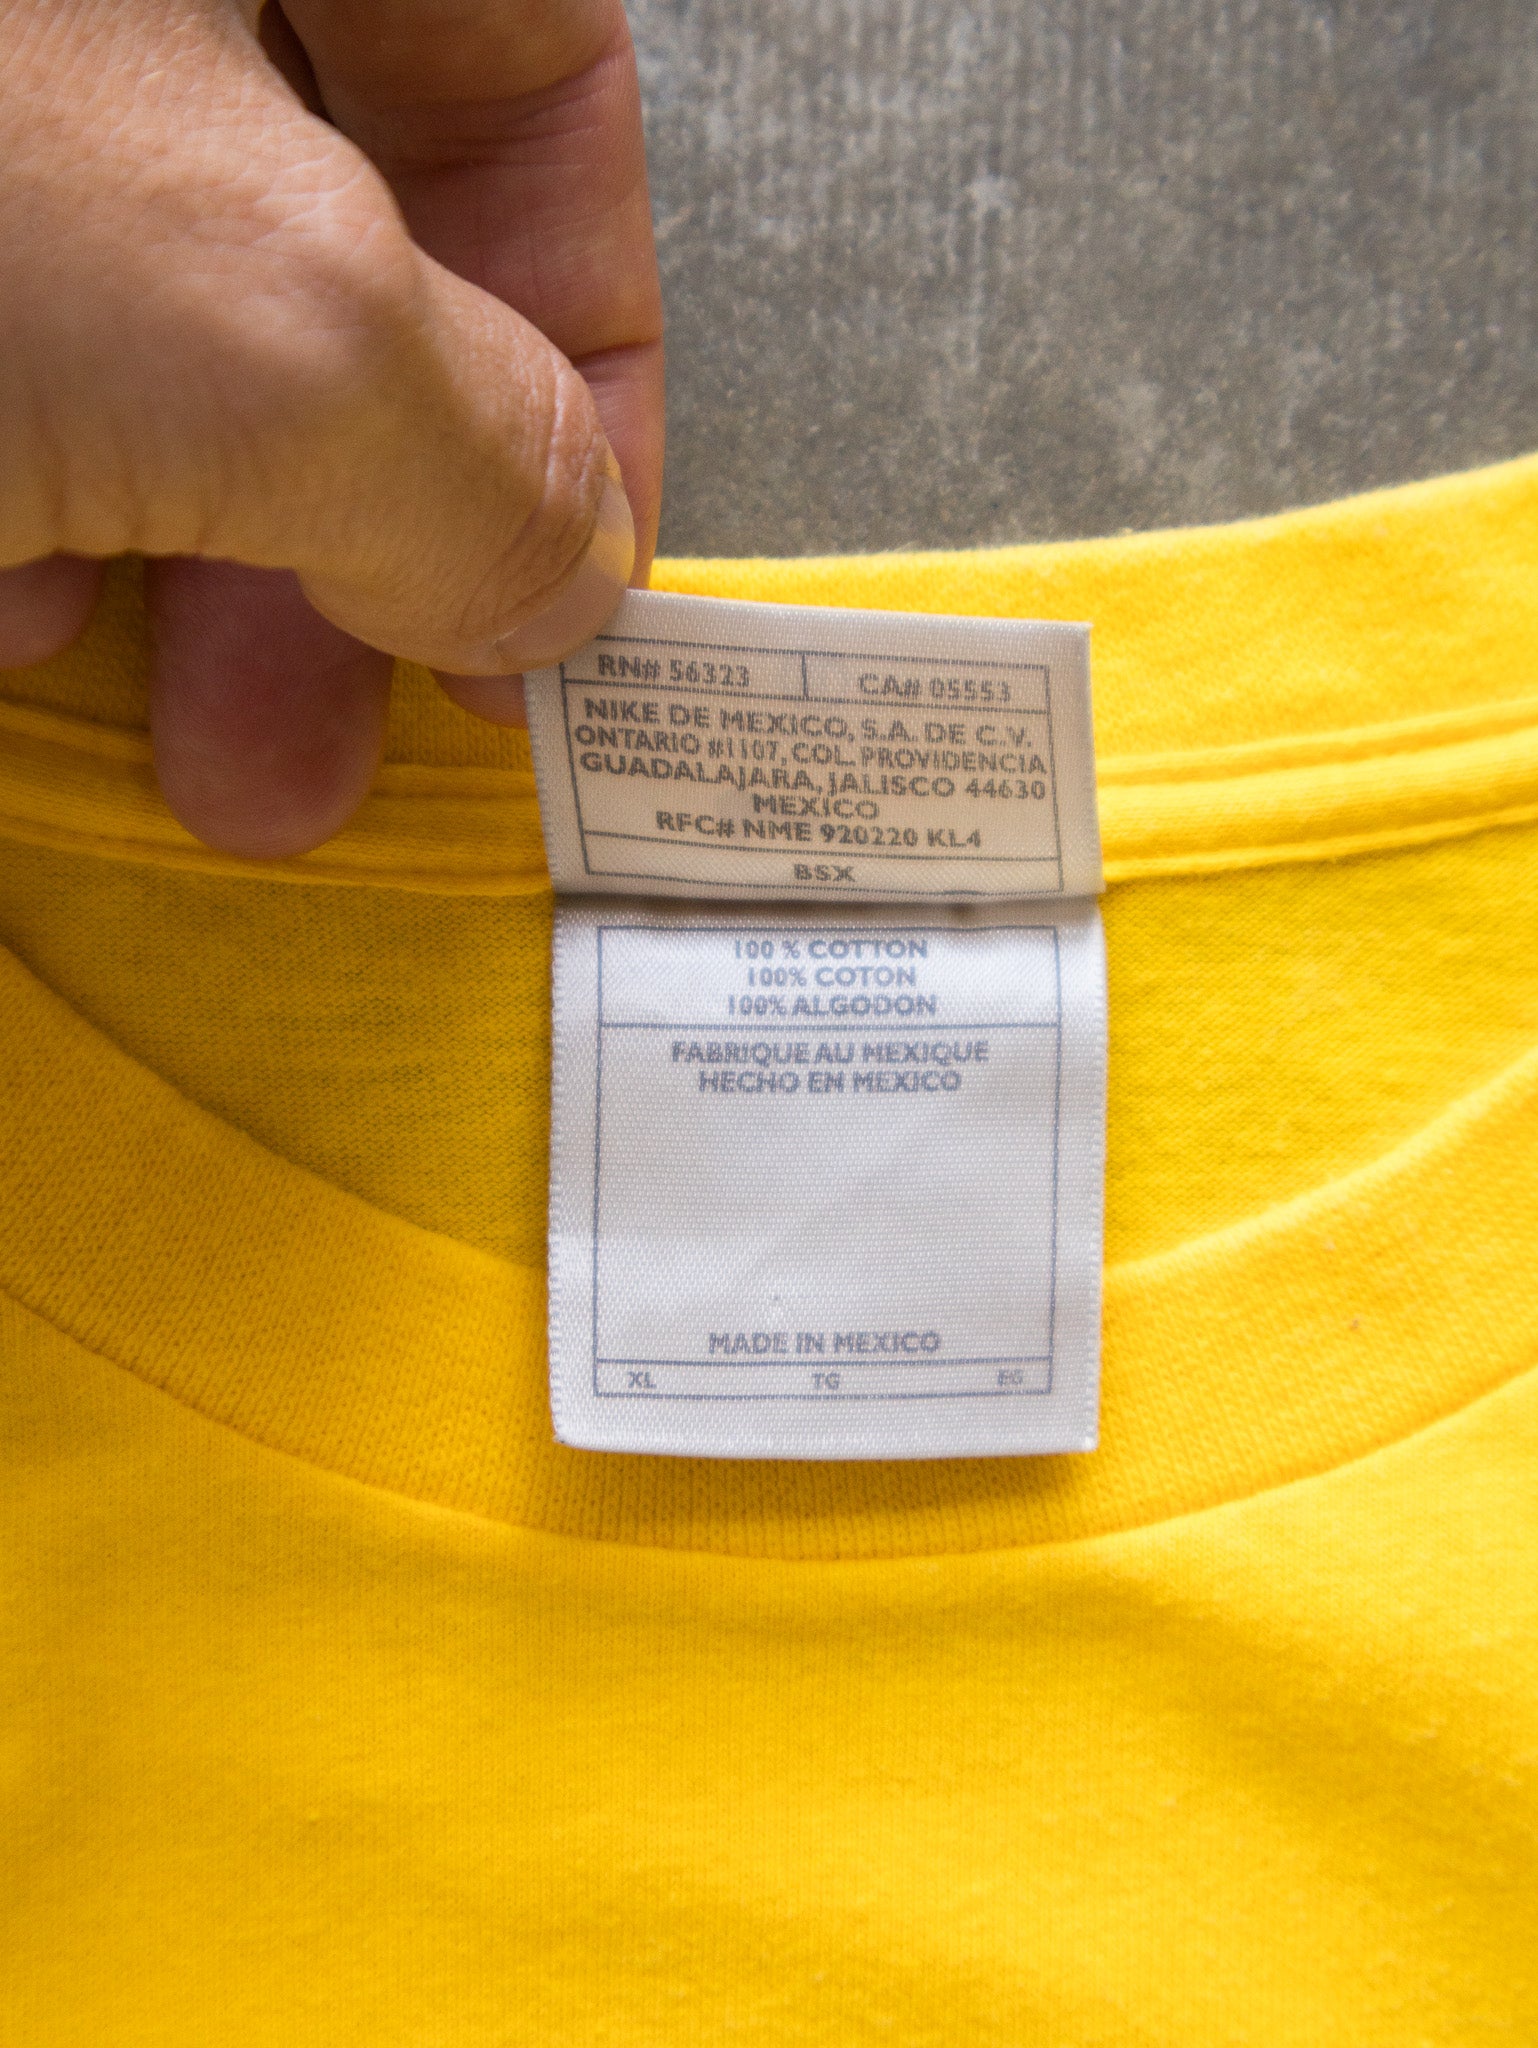 RN# 56323 CA# 05553
NIKE DE MEXICO, S.A. DE C.V.
ONTARIO #1107, COL. PROVIDENCIA
GUADALAJARA, JALISCO 44630
MEXICO
RFC# NME 920220 KL4
BSX
100 % COTTON
100% COTON
100% ALGODON
FABRIQUE AU MEXIQUE
HECHO EN MEXICO
MADE IN MEXICO
XL TG EG